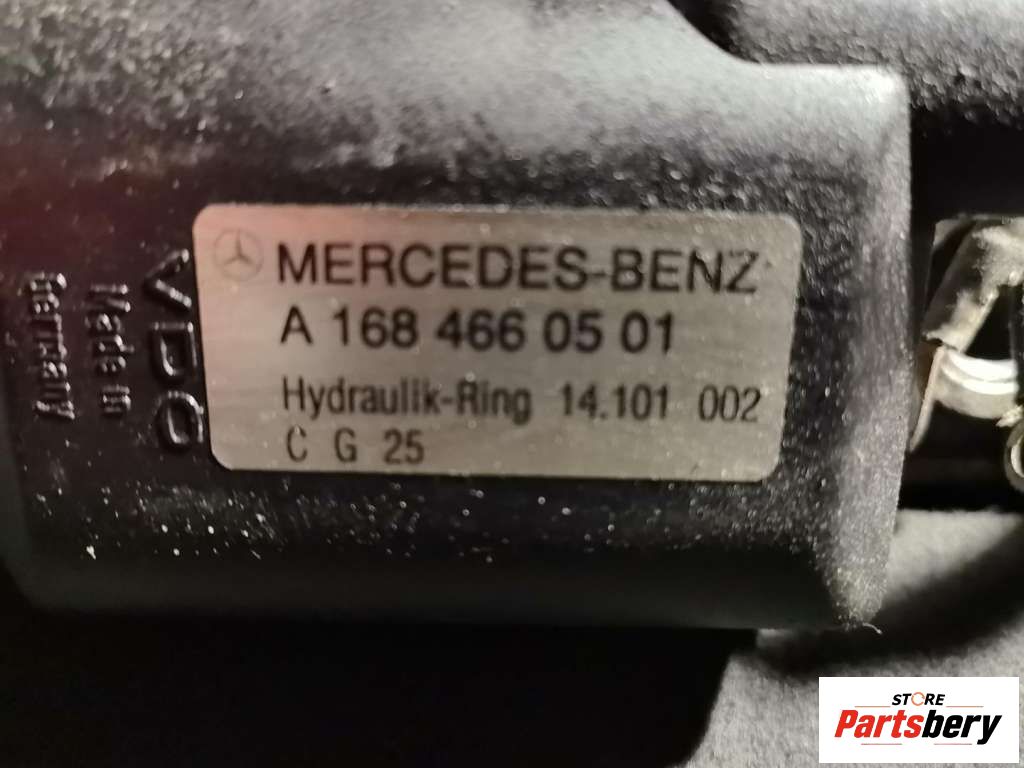 MERCEDES-BENZ
A 168 466 05 01
Hydraulik-Ring 14.101 002
C G 25
VDO
Made in
Germany
STORE
Partsbery